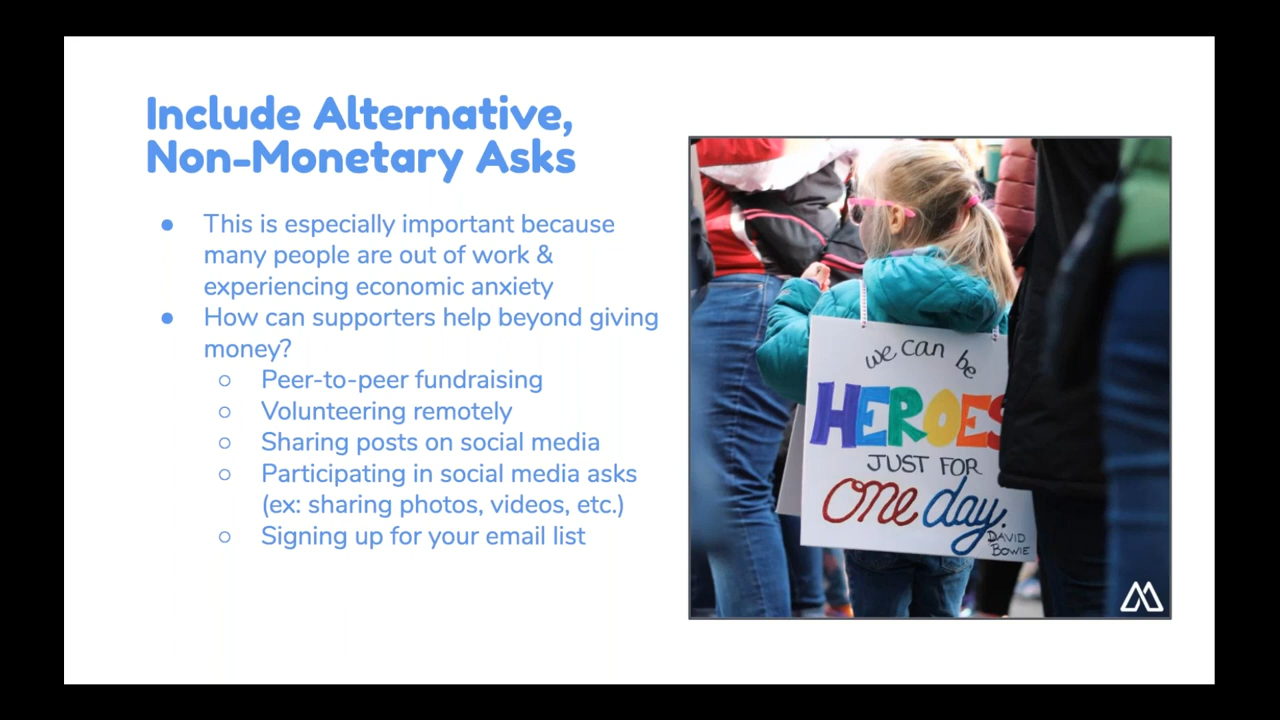 Include Alternative,
Non-Monetary Asks
● This is especially important because
many people are out of work &
experiencing economic anxiety
● How can supporters help beyond giving
money?
○ Peer-to-peer fundraising
○ Volunteering remotely
○ Sharing posts on social media
○ Participating in social media asks
(ex: sharing photos, videos, etc.)
○ Signing up for your email list
we can be
HEROES
JUST FOR
one day.
DAVID
BOWIE